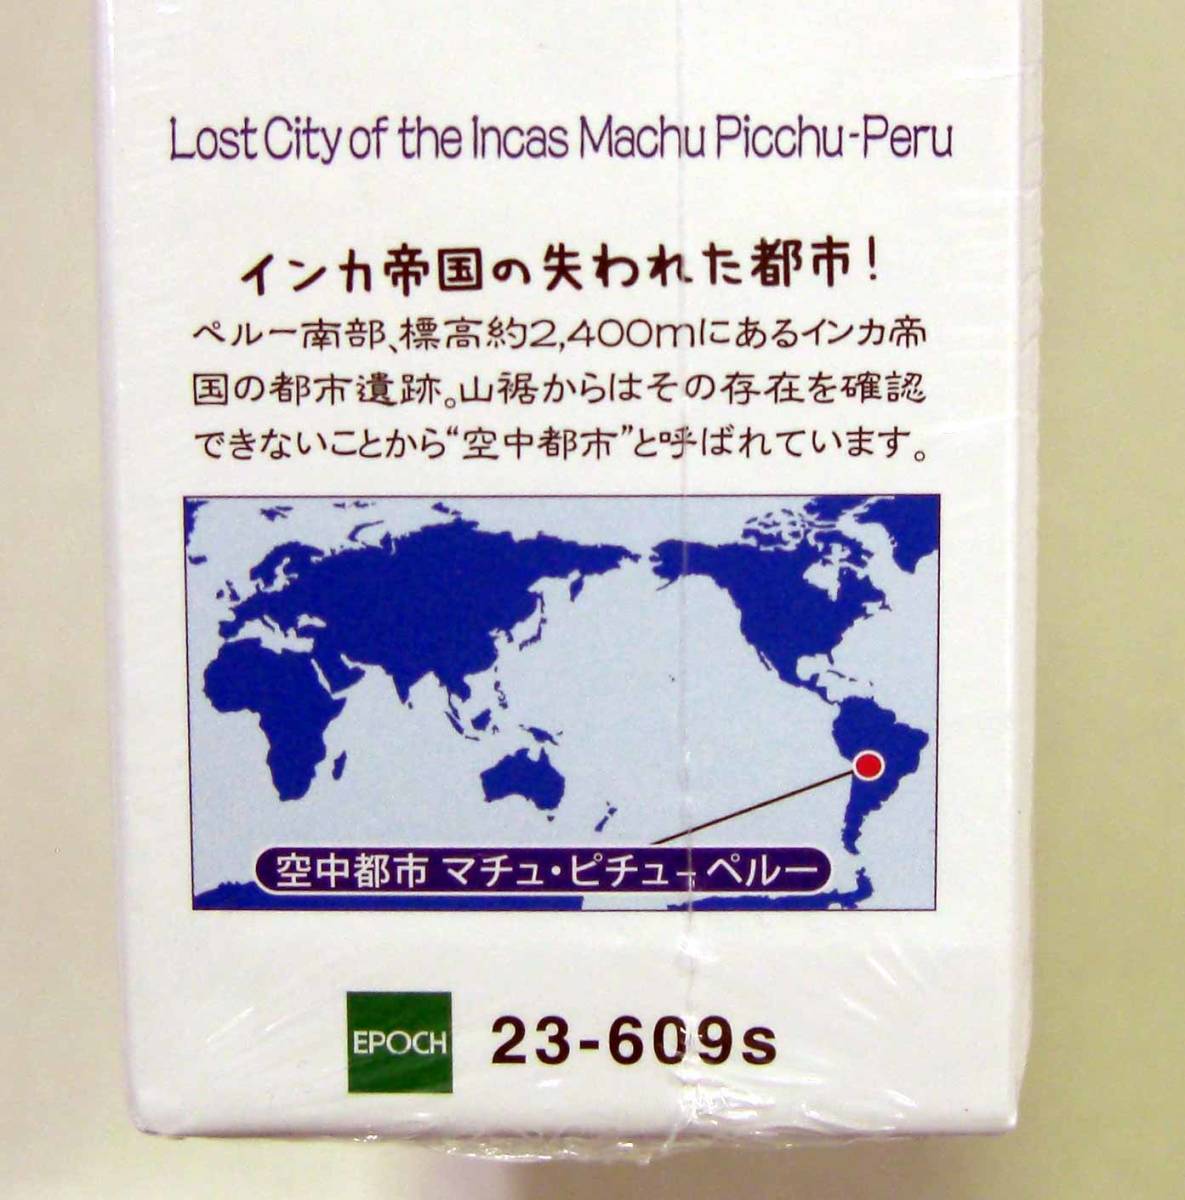 Lost City of the Incas Machu Picchu-Peru
インカ帝国の失われた都市！
ペルー南部、標高約2,400mにあるインカ帝
国の都市遺跡。山裾からはその存在を確認
できないことから“空中都市”と呼ばれています。
空中都市 マチュ・ピチュ－ペルー
EPOCH 23-609s